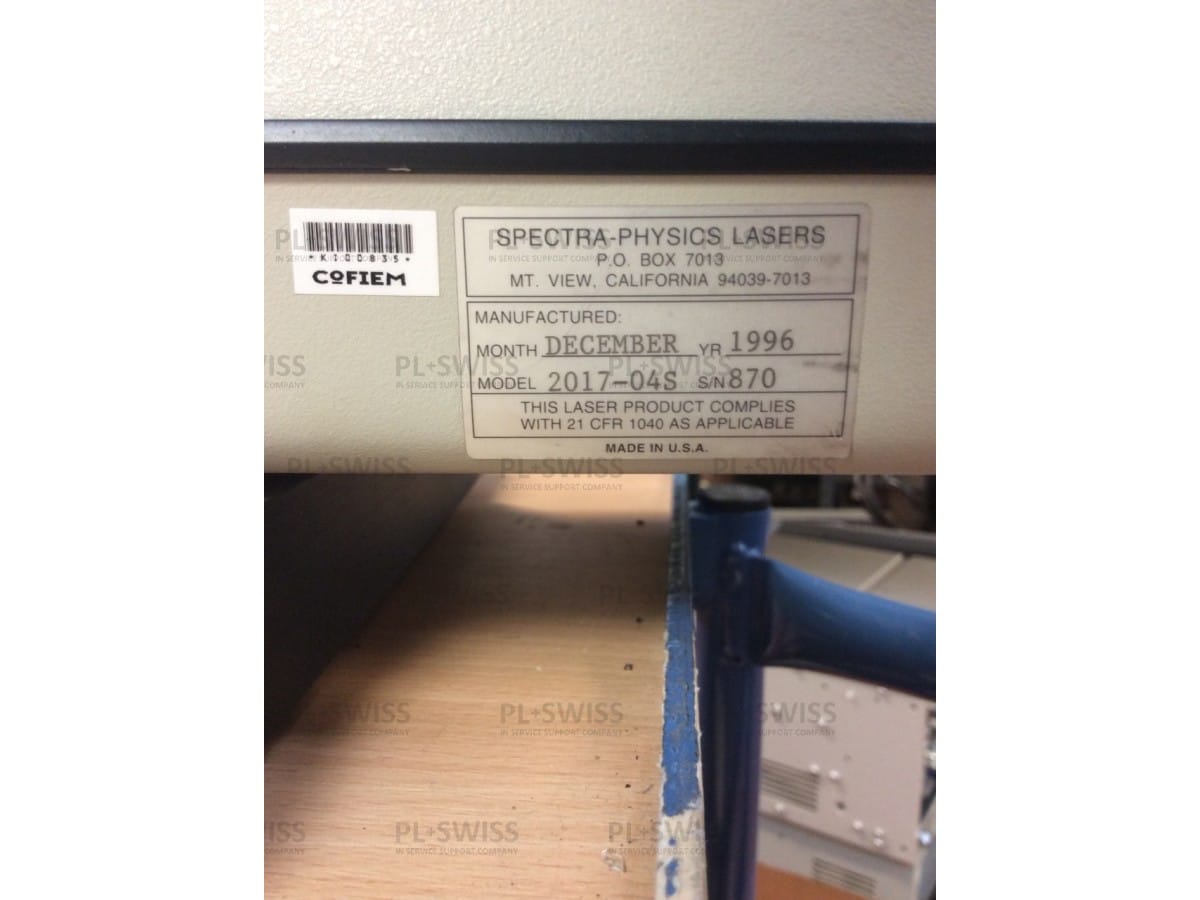 *KI00835*
COFIEM
SPECTRA-PHYSICS LASERS
P.O. BOX 7013
MT. VIEW, CALIFORNIA 94039-7013
MANUFACTURED:
MONTH DECEMBER YR 1996
MODEL 2017-04S S/N 870
THIS LASER PRODUCT COMPLIES
WITH 21 CFR 1040 AS APPLICABLE
MADE IN U.S.A.
PL+SWISS
IN SERVICE SUPPORT COMPANY